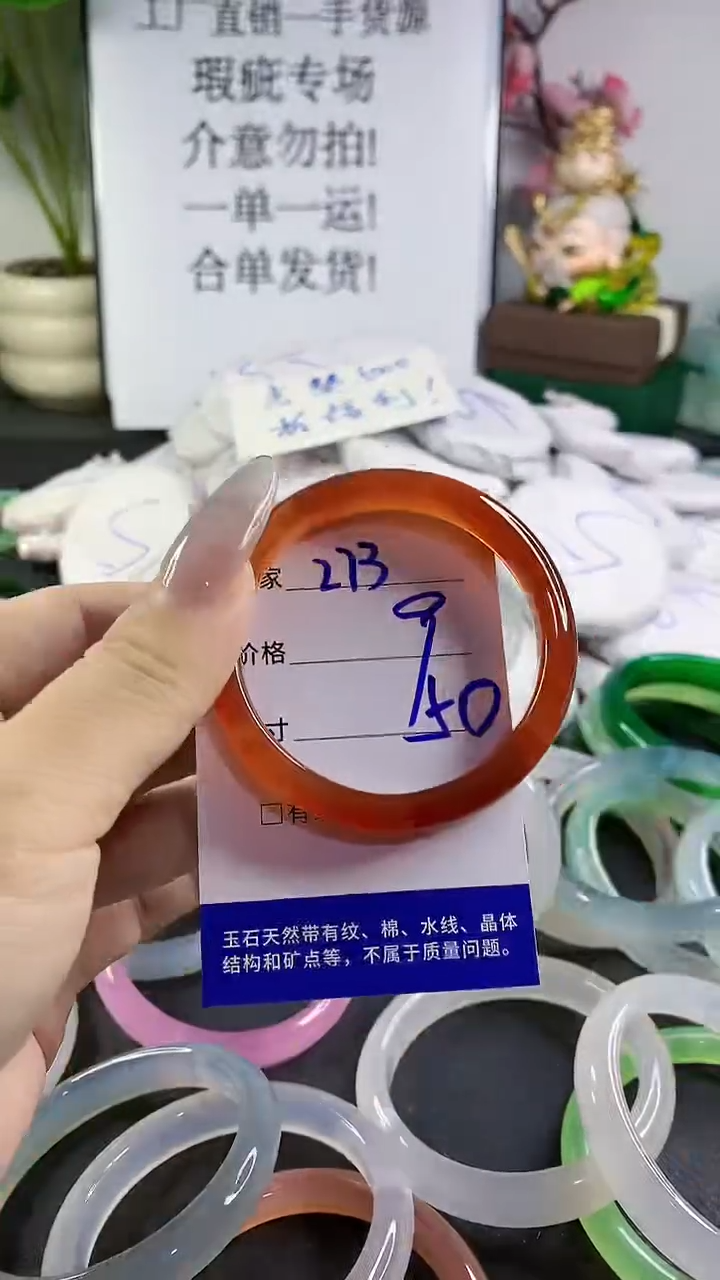 工厂直销一手货源
瑕疵专场
介意勿拍!
一单一运!
合单发货!
家 273
价格
寸 50
有
玉石天然带有纹、棉、水线、晶体
结构和矿点等，不属于质量问题。